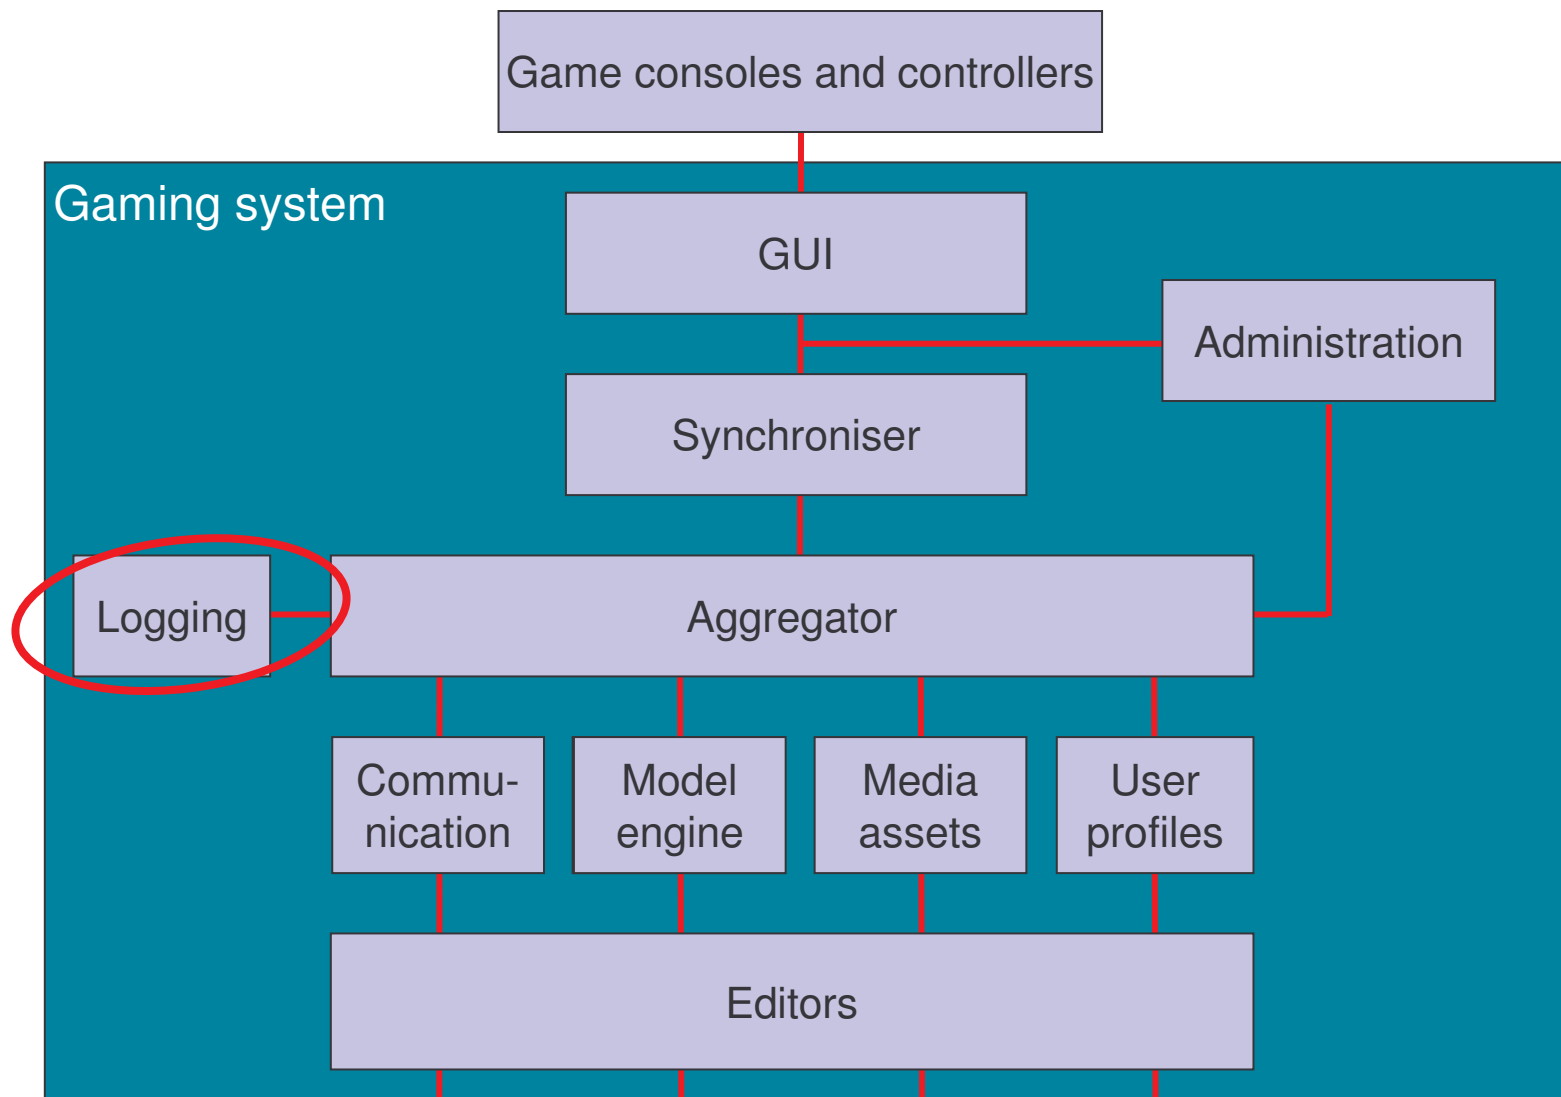 Game consoles and controllers
Gaming system
GUI
Administration
Synchroniser
Logging
Aggregator
Commu-
nication
Model
engine
Media
assets
User
profiles
Editors